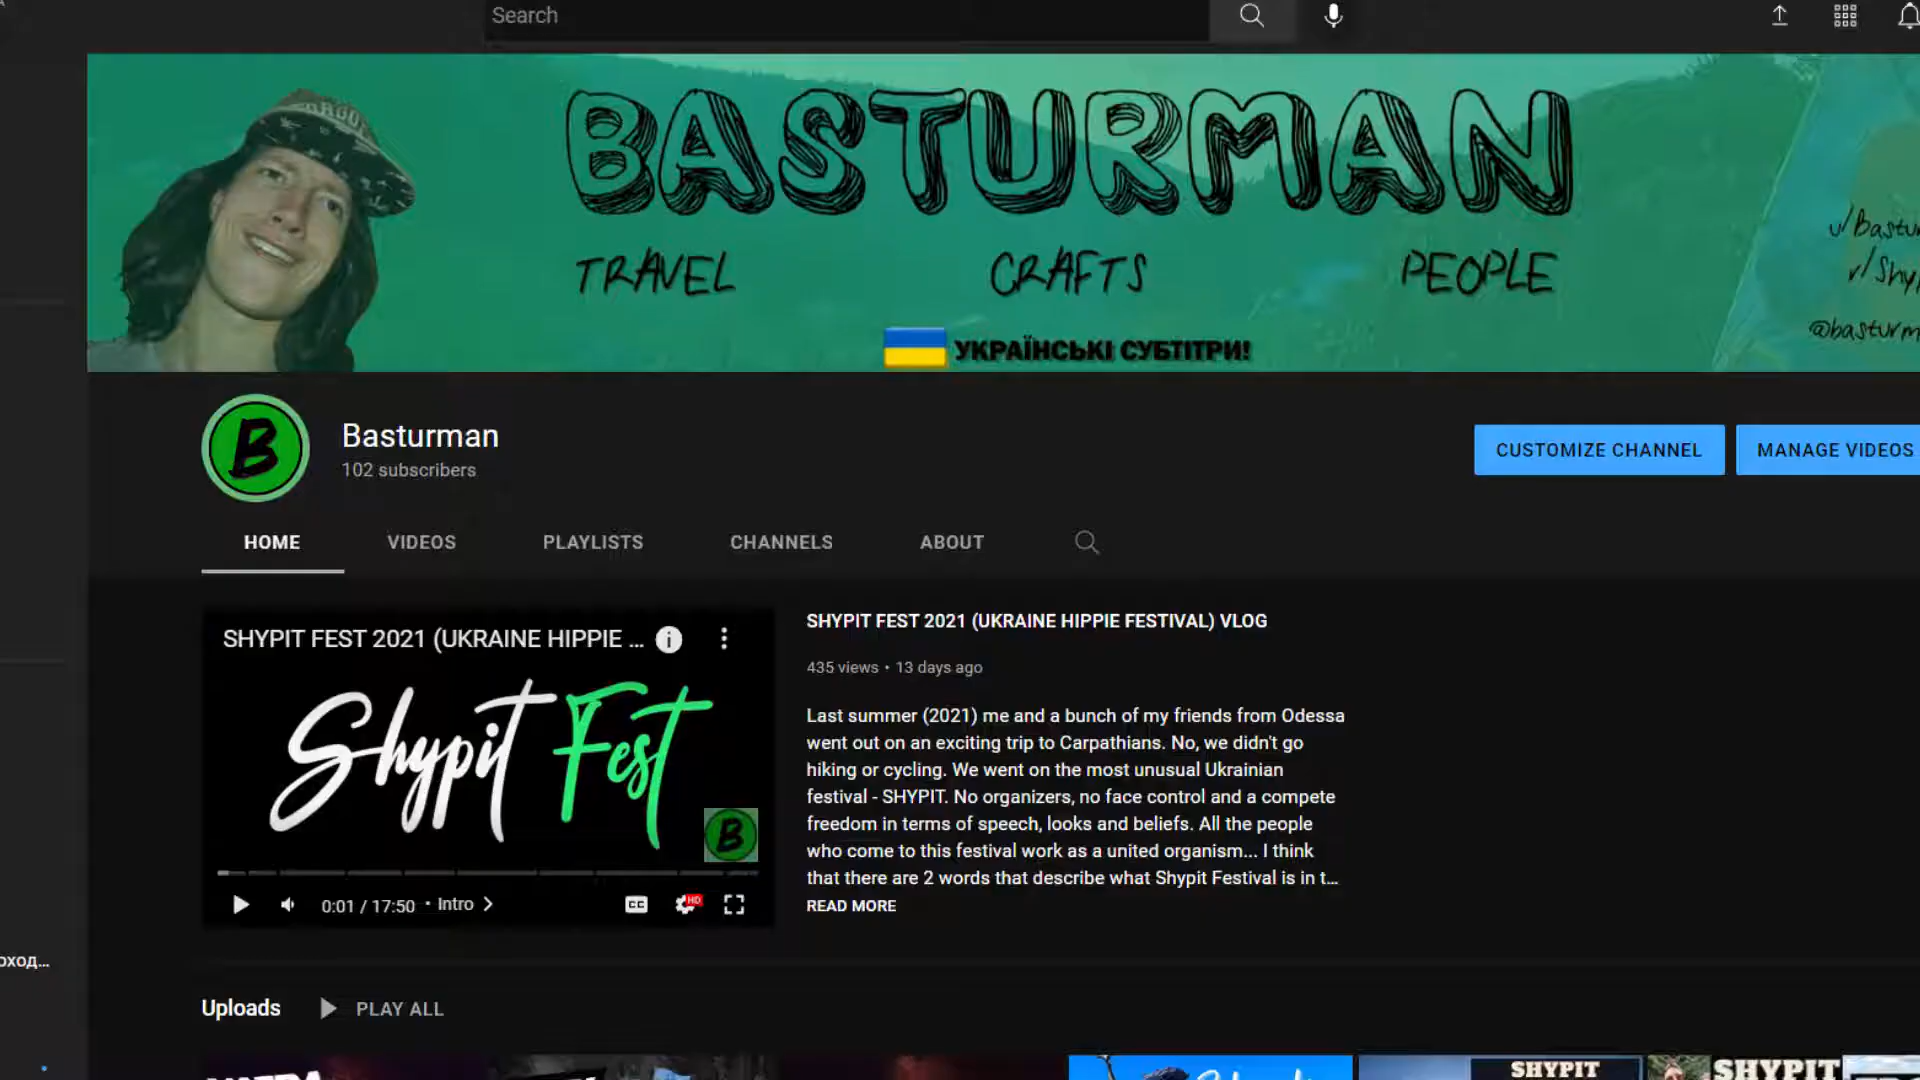 Search
BASTURMAN
TRAVEL CRAFTS PEOPLE
УКРАЇНСЬКІ СУБТІТРИ!
B
Basturman
102 subscribers
CUSTOMIZE CHANNEL
MANAGE VIDEOS
HOME VIDEOS PLAYLISTS CHANNELS ABOUT
SHYPIT FEST 2021 (UKRAINE HIPPIE ...
Shypit Fest
B
0:01 / 17:50 • Intro
CC
HD
SHYPIT FEST 2021 (UKRAINE HIPPIE FESTIVAL) VLOG
435 views • 13 days ago
Last summer (2021) me and a bunch of my friends from Odessa
went out on an exciting trip to Carpathians. No, we didn't go
hiking or cycling. We went on the most unusual Ukrainian
festival - SHYPIT. No organizers, no face control and a compete
freedom in terms of speech, looks and beliefs. All the people
who come to this festival work as a united organism... I think
that there are 2 words that describe what Shypit Festival is in t...
READ MORE
Uploads PLAY ALL
SHYPIT
SHYPIT